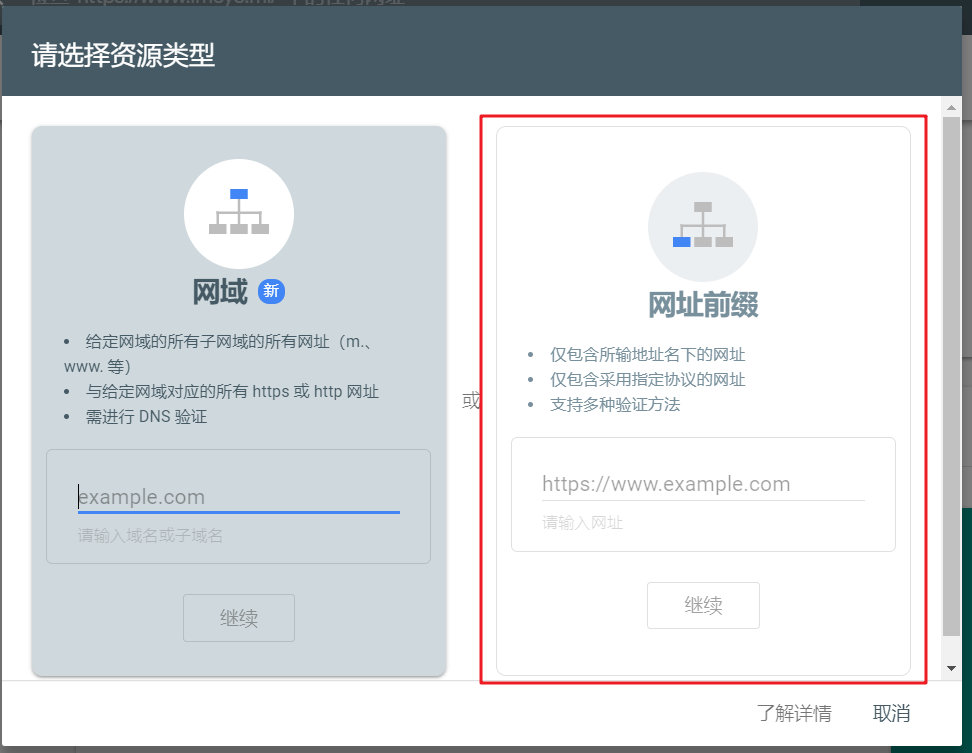 请选择资源类型
网域 新
• 给定网域的所有子网域的所有网址（m.、
www. 等）
• 与给定网域对应的所有 https 或 http 网址
• 需进行 DNS 验证
example.com
请输入域名或子域名
继续
或
网址前缀
• 仅包含所输地址名下的网址
• 仅包含采用指定协议的网址
• 支持多种验证方法
https://www.example.com
请输入网址
继续
了解详情 取消